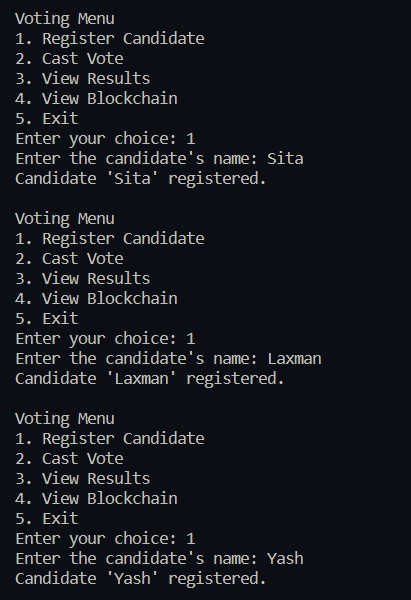 Voting Menu
1. Register Candidate
2. Cast Vote
3. View Results
4. View Blockchain
5. Exit
Enter your choice: 1
Enter the candidate's name: Sita
Candidate 'Sita' registered.
Voting Menu
1. Register Candidate
2. Cast Vote
3. View Results
4. View Blockchain
5. Exit
Enter your choice: 1
Enter the candidate's name: Laxman
Candidate 'Laxman' registered.
Voting Menu
1. Register Candidate
2. Cast Vote
3. View Results
4. View Blockchain
5. Exit
Enter your choice: 1
Enter the candidate's name: Yash
Candidate 'Yash' registered.